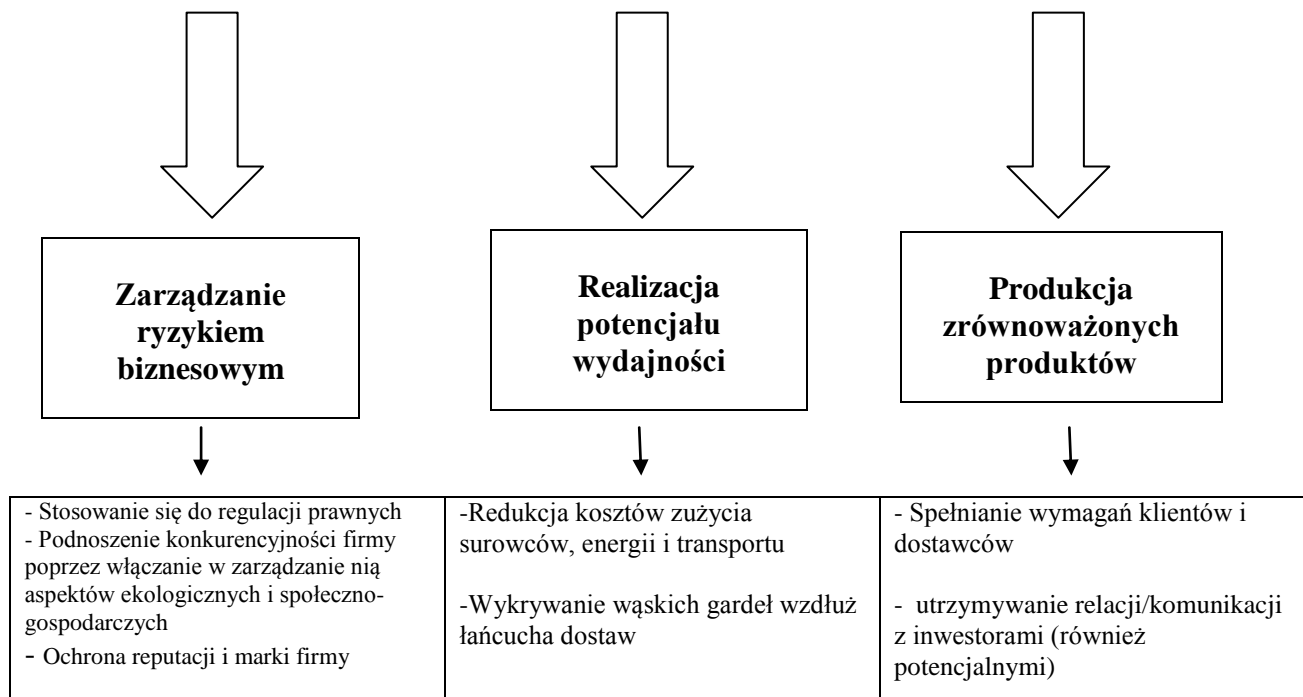 Zarządzanie
ryzykiem
biznesowym
Realizacja
potencjału
wydajności
Produkcja
zrównoważonych
produktów
- Stosowanie się do regulacji prawnych
- Podnoszenie konkurencyjności firmy
poprzez włączanie w zarządzanie nią
aspektów ekologicznych i społeczno-
gospodarczych
- Ochrona reputacji i marki firmy
-Redukcja kosztów zużycia
surowców, energii i transportu
-Wykrywanie wąskich gardeł wzdłuż
łańcucha dostaw
- Spełnianie wymagań klientów i
dostawców
- utrzymywanie relacji/komunikacji
z inwestorami (również
potencjalnymi)